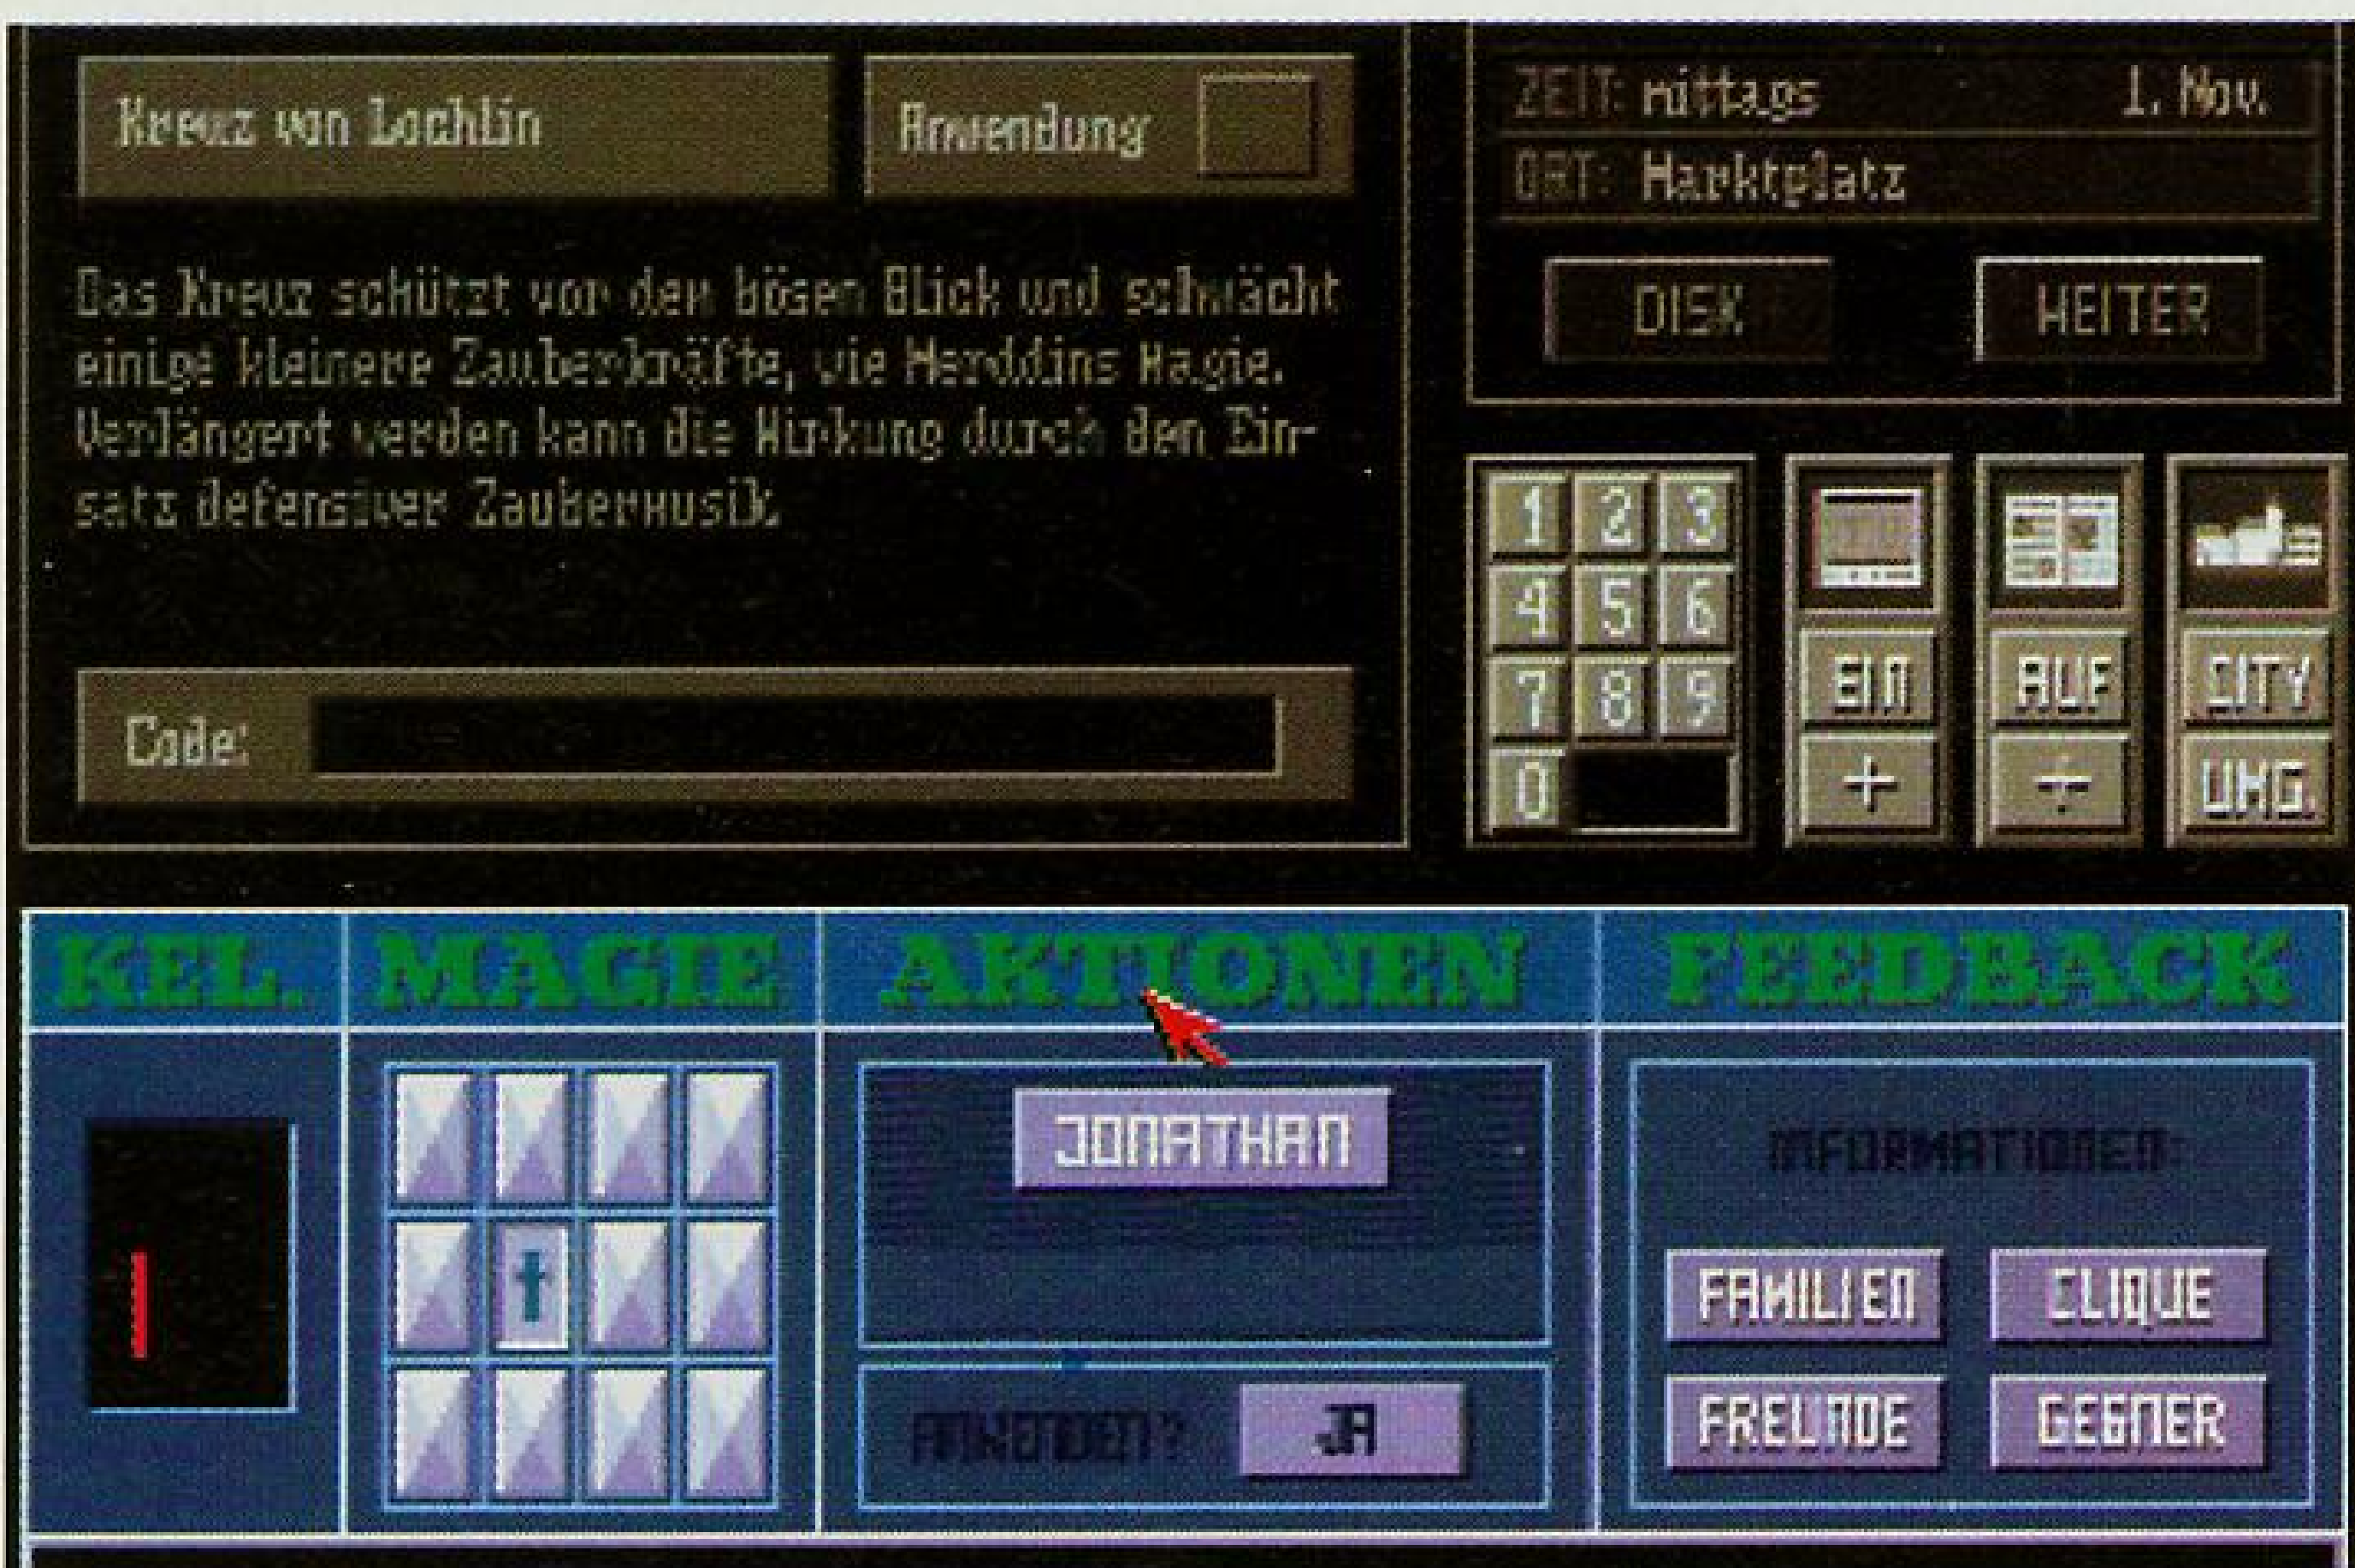 Kreuz von Lochlin
Anwendung
Das Kreuz schützt vor dem bösen Blick und schwächt
einige kleinere Zauberkräfte, wie Merddins Magie.
Verlängert werden kann die Wirkung durch den Ein-
satz defensiver Zaubermusik.
Code:
ZEIT: mittags 1. Nov.
ORT: Marktplatz
DISK WEITER
1 2 3
4 5 6
7 8 9
0
EIN AUF CITY
+ ÷ UMG.
KEL. MAGIE AKTIONEN FEEDBACK
JONATHAN
ANWENDEN? JA
INFORMATIONEN:
FAMILIEN CLIQUE
FREUNDE GEGNER